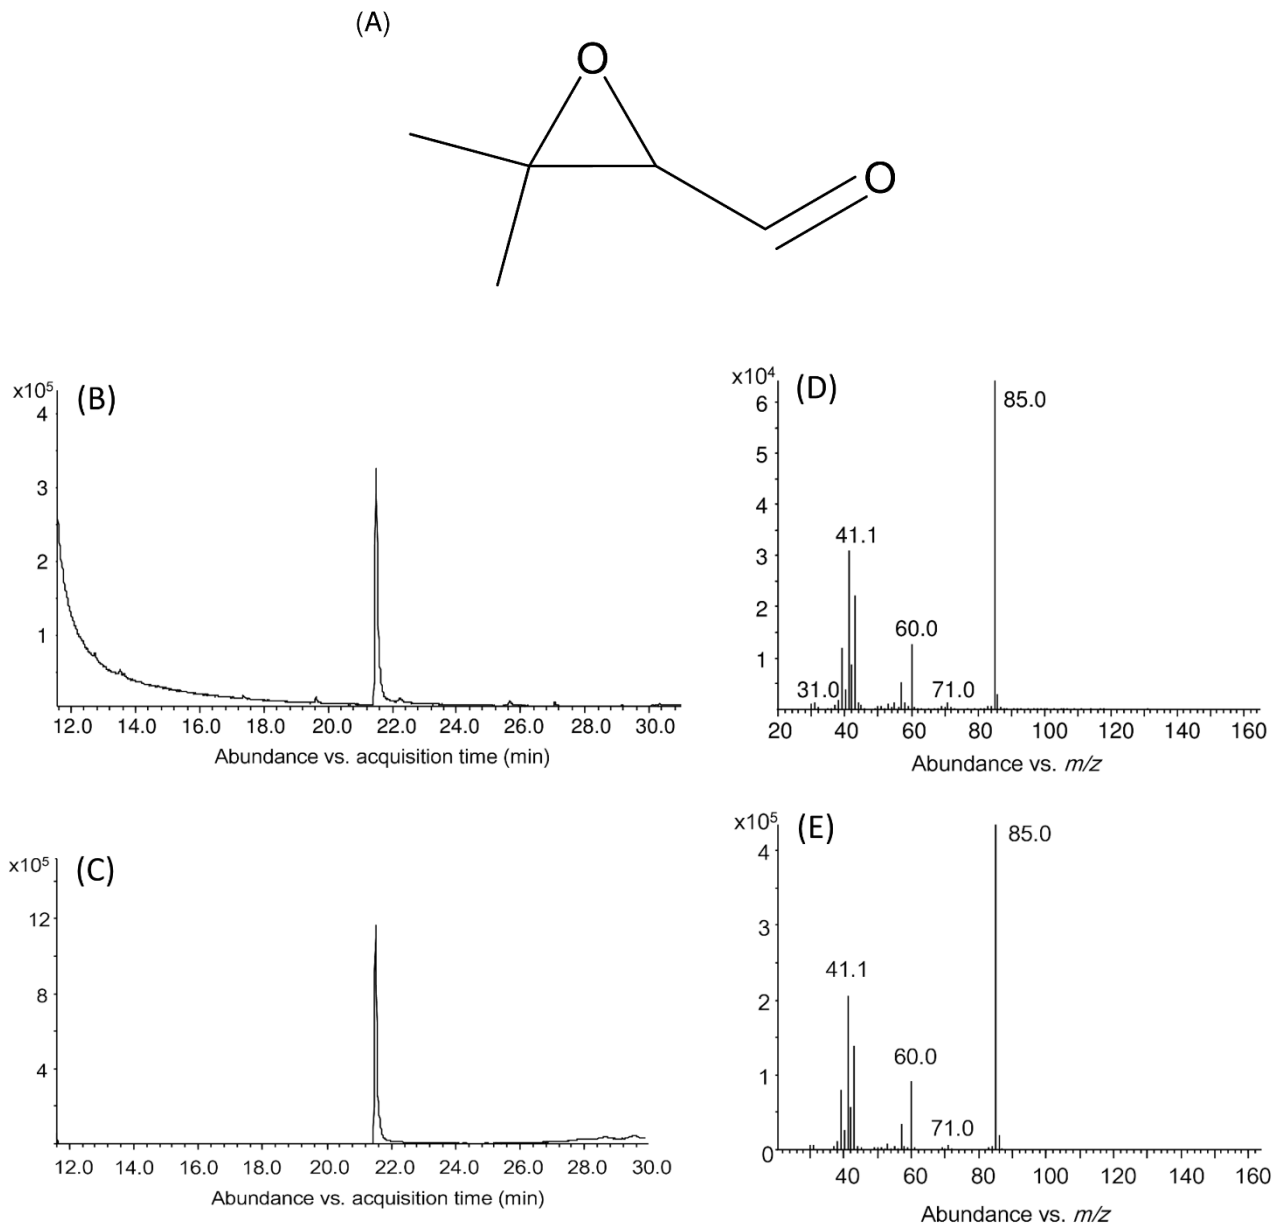 (A)
O
O
x10⁵
(B)
4
3
2
1
12.0 14.0 16.0 18.0 20.0 22.0 24.0 26.0 28.0 30.0
Abundance vs. acquisition time (min)
x10⁴
(D)
6
5
4
3
2
1
85.0
41.1
60.0
31.0
71.0
20 40 60 80 100 120 140 160
Abundance vs. m/z
x10⁵
(C)
12
8
4
12.0 14.0 16.0 18.0 20.0 22.0 24.0 26.0 28.0 30.0
Abundance vs. acquisition time (min)
x10⁵
(E)
4
3
2
1
0
85.0
41.1
60.0
71.0
40 60 80 100 120 140 160
Abundance vs. m/z